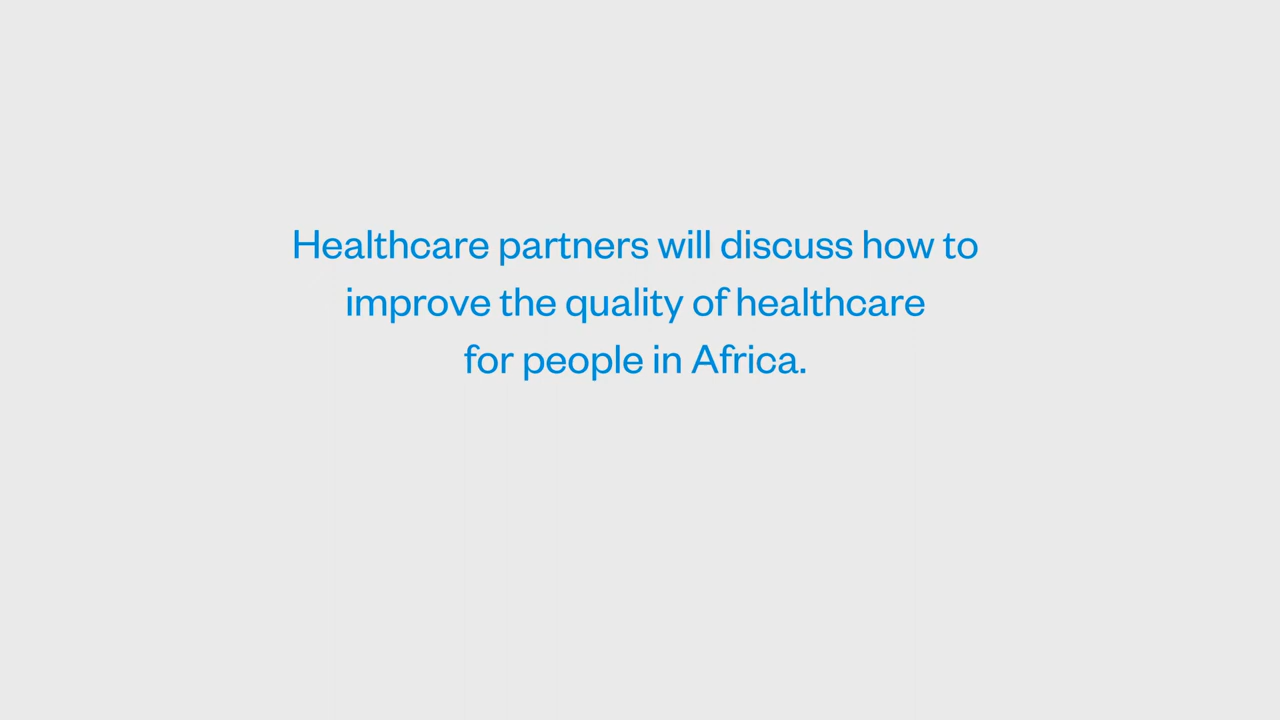 Healthcare partners will discuss how to
improve the quality of healthcare
for people in Africa.